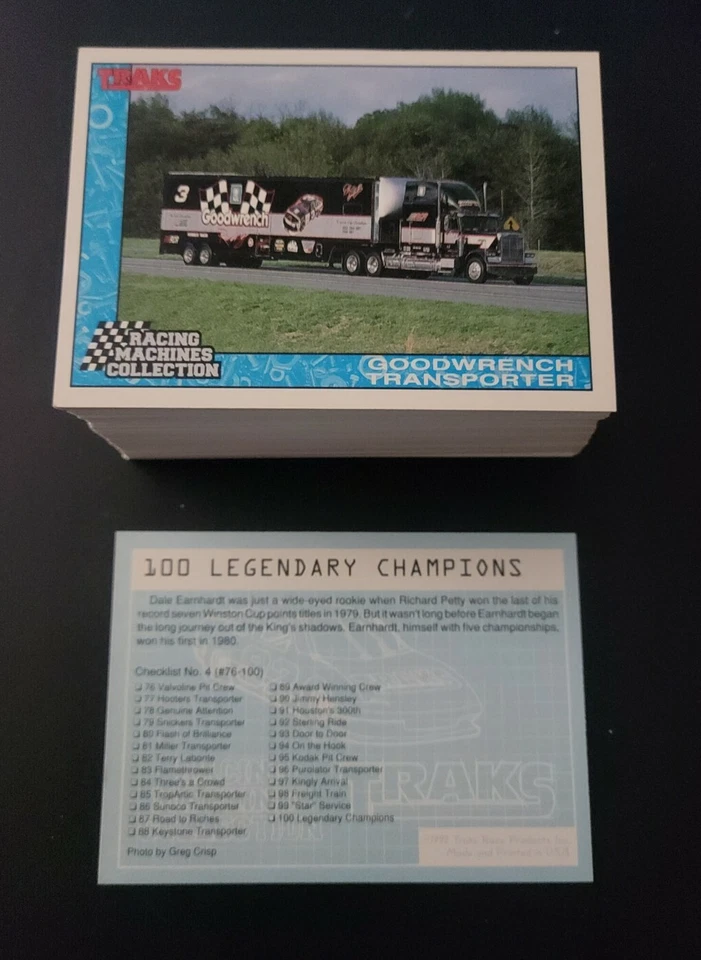 TRAKS
3
Goodwrench
RACING
MACHINES
COLLECTION
GOODWRENCH
TRANSPORTER
100 LEGENDARY CHAMPIONS
Dale Earnhardt was just a wide-eyed rookie when Richard Petty won the last of his
record seven Winston Cup points titles in 1979. But it wasn't long before Earnhardt began
the long journey out of the King's shadows. Earnhardt, himself with five championships,
won his first in 1980.
Checklist No. 4 (#76-100)
❑ 76 Valvoline Pit Crew
❑ 77 Hooters Transporter
❑ 78 Genuine Attention
❑ 79 Snickers Transporter
❑ 80 Flash of Brilliance
❑ 81 Miller Transporter
❑ 82 Terry Labonte
❑ 83 Flamethrower
❑ 84 Three's a Crowd
❑ 85 TropArtic Transporter
❑ 86 Sunoco Transporter
❑ 87 Road to Riches
❑ 88 Keystone Transporter
❑ 89 Award Winning Crew
❑ 90 Jimmy Hensley
❑ 91 Houston's 300th
❑ 92 Sterling Ride
❑ 93 Door to Door
❑ 94 On the Hook
❑ 95 Kodak Pit Crew
❑ 96 Purolator Transporter
❑ 97 Kingly Arrival
❑ 98 Freight Train
❑ 99 "Star" Service
❑ 100 Legendary Champions
TRAKS
Photo by Greg Crisp
Traks Race Products Inc.
Made and Printed in USA